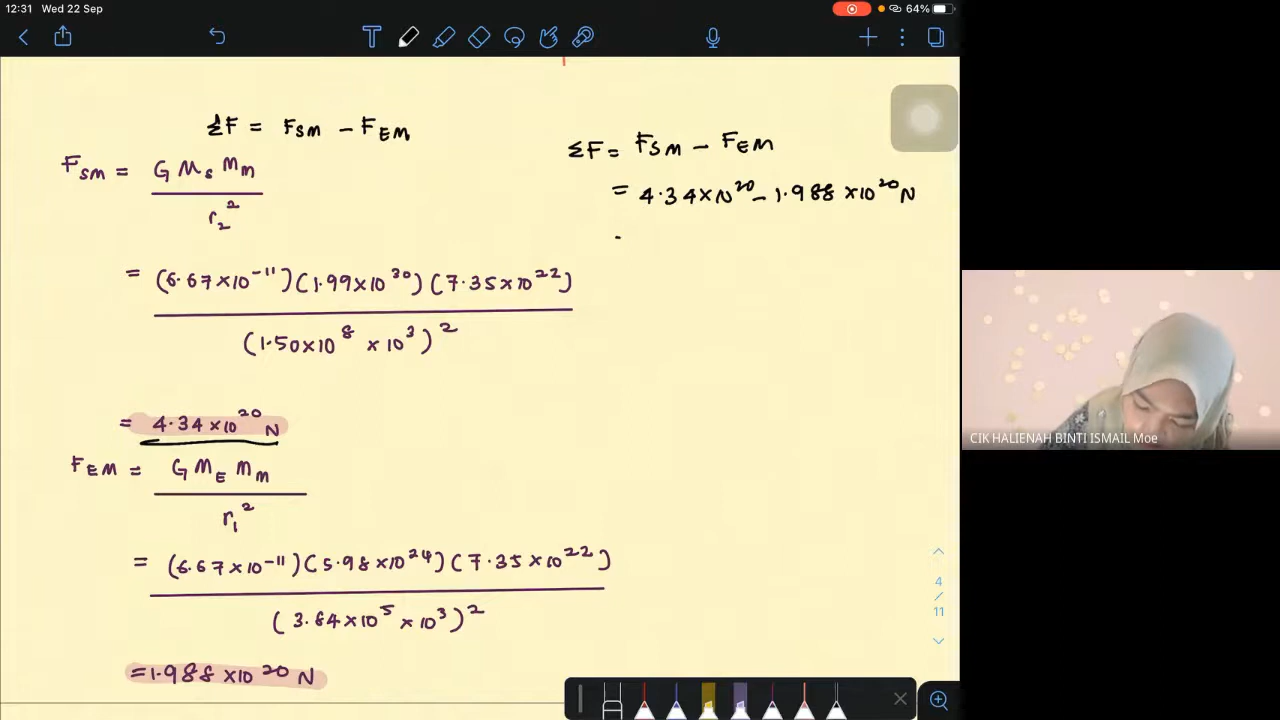 12:31 Wed 22 Sep
64%
ΣF = FSM − FEM
FSM = G Ms Mm
r₂²
= (6.67×10⁻¹¹)(1.99×10³⁰)(7.35×10²²)
(1.50×10⁸ × 10³)²
= 4.34×10²⁰ N
FEM = G ME Mm
r₁²
= (6.67×10⁻¹¹)(5.98×10²⁴)(7.35×10²²)
(3.84×10⁵ × 10³)²
= 1.988 ×10²⁰ N
ΣF = FSM − FEM
= 4.34×N²⁰ − 1.988 ×10²⁰ N
CIK HALIENAH BINTI ISMAIL Moe
4
/
11